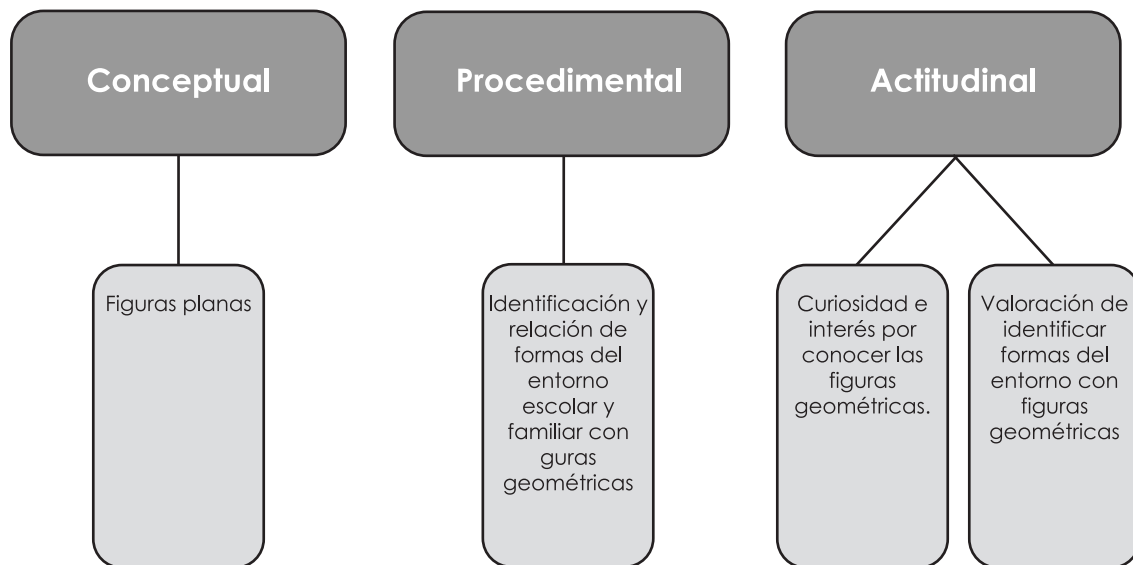 Conceptual
Procedimental
Actitudinal
Figuras planas
Identificación y
relación de
formas del
entorno
escolar y
familiar con
guras
geométricas
Curiosidad e
interés por
conocer las
figuras
geométricas.
Valoración de
identificar
formas del
entorno con
figuras
geométricas